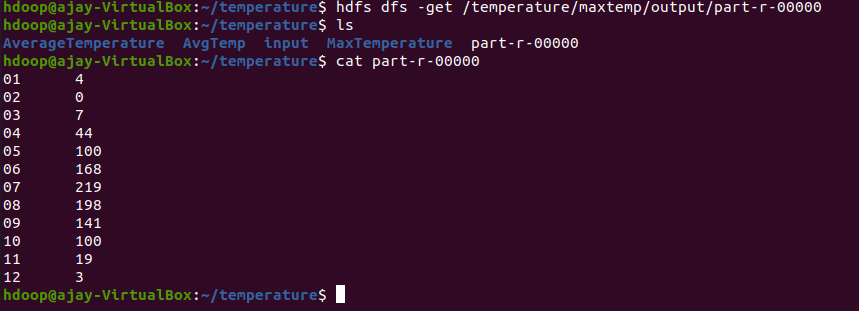 hdoop@ajay-VirtualBox:~/temperature$ hdfs dfs -get /temperature/maxtemp/output/part-r-00000
hdoop@ajay-VirtualBox:~/temperature$ ls
AverageTemperature  AvgTemp  input  MaxTemperature  part-r-00000
hdoop@ajay-VirtualBox:~/temperature$ cat part-r-00000
01      4
02      0
03      7
04      44
05      100
06      168
07      219
08      198
09      141
10      100
11      19
12      3
hdoop@ajay-VirtualBox:~/temperature$